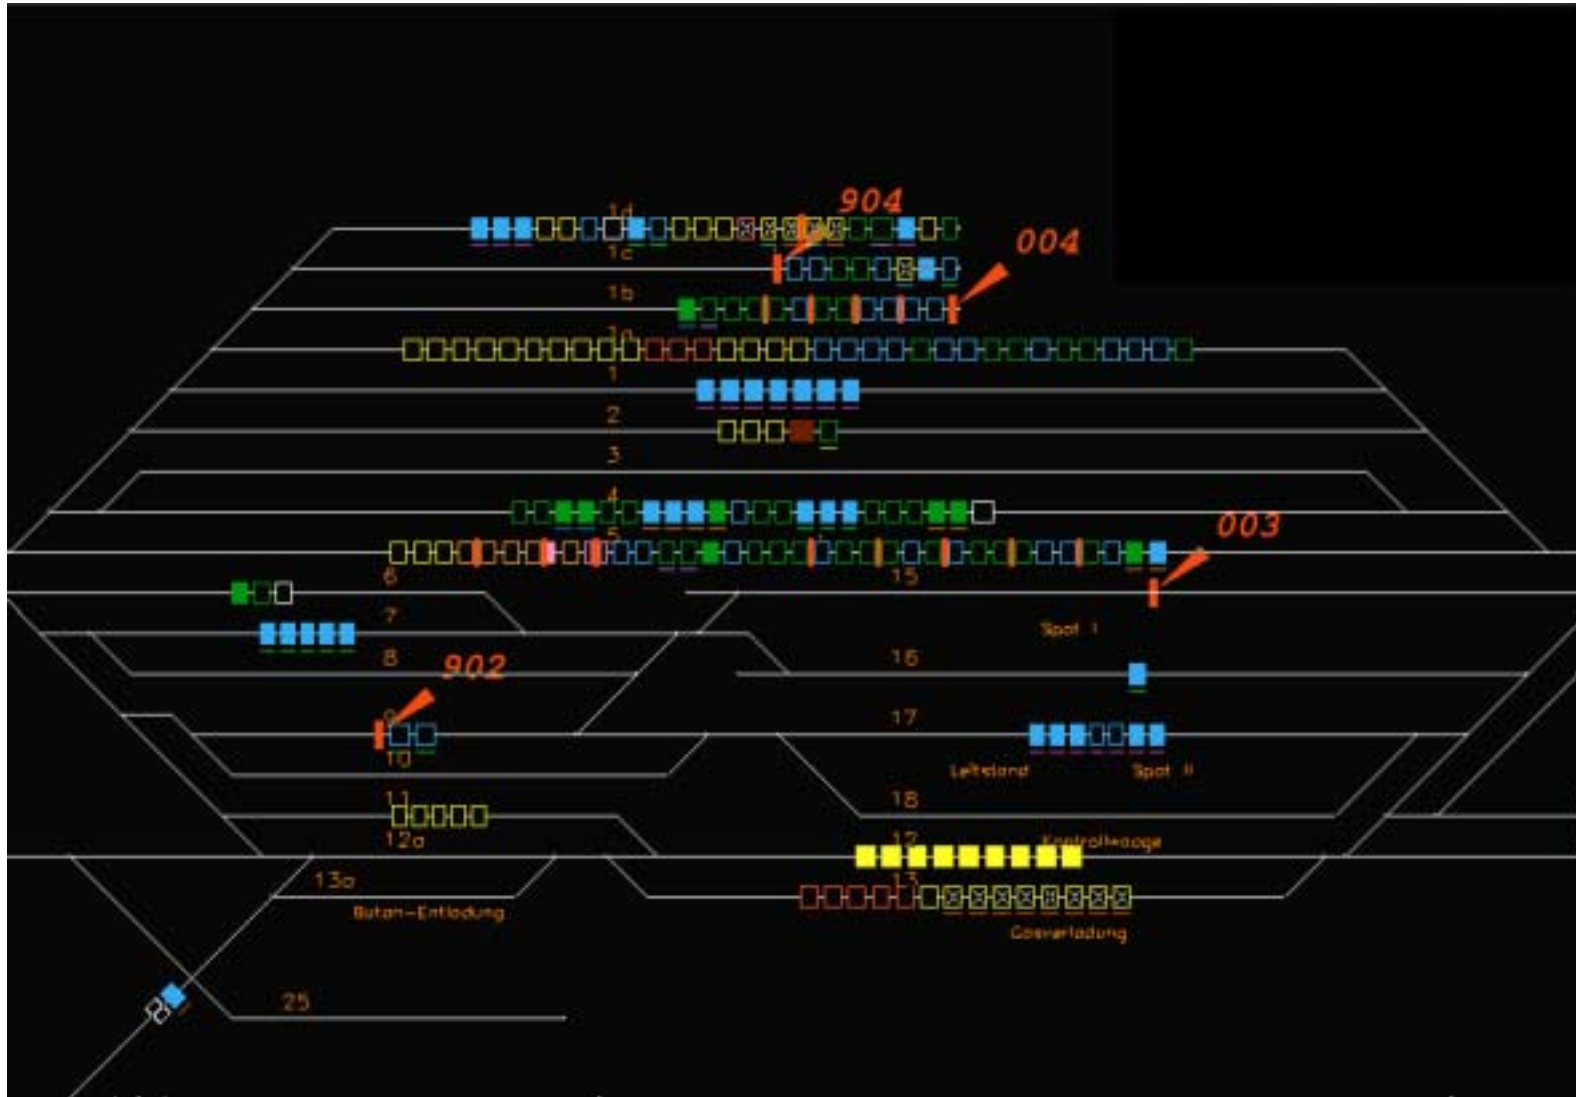 1d
904
1c
004
1b
1a
1
2
3
4
5
003
6
15
Spot I
7
8
16
902
9
17
10
Leitstand
Spot II
11
18
12a
12
Kontrollwaage
13
13a
Butan-Entladung
Gasverladung
25